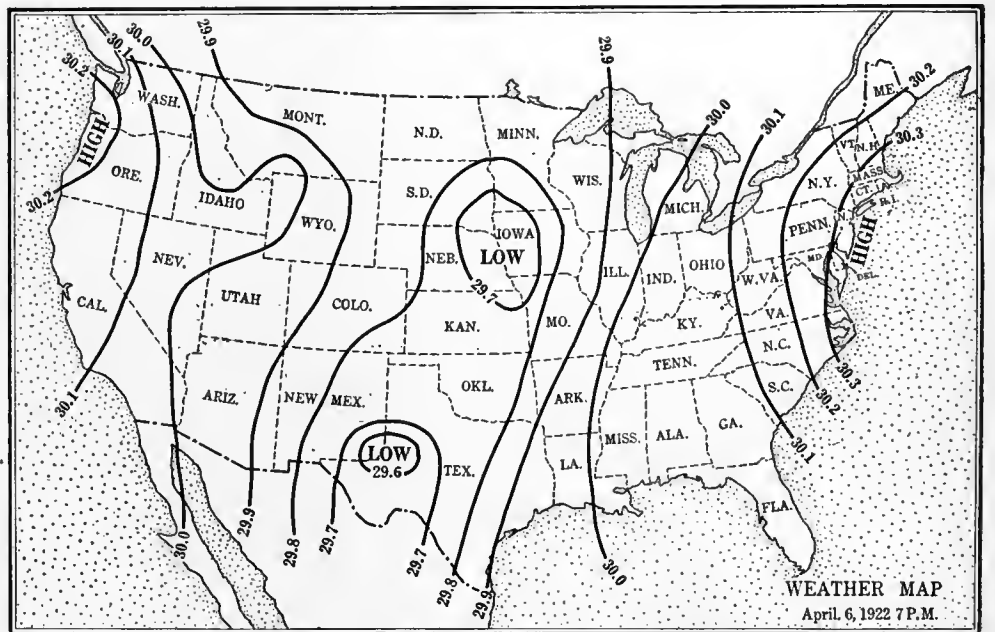 29.9
30.0
30.1
30.2
HIGH
30.2
WASH.
ORE.
IDAHO
MONT.
WYO.
NEV.
CAL.
UTAH
COLO.
ARIZ.
NEW MEX.
N.D.
S.D.
NEB.
KAN.
OKL.
TEX.
MINN.
IOWA
LOW
29.7
MO.
ARK.
LA.
WIS.
ILL.
MICH.
IND.
OHIO
KY.
TENN.
MISS.
ALA.
GA.
FLA.
S.C.
N.C.
VA.
W.VA.
MD.
DEL.
PENN.
N.J.
N.Y.
VT.
N.H.
ME.
MASS.
R.I.
HIGH
29.9
30.0
30.1
30.2
30.3
30.3
30.2
30.1
30.1
LOW
29.6
30.0
29.9
29.8
29.7
29.7
29.8
29.9
30.0
WEATHER MAP
April. 6, 1922 7 P.M.